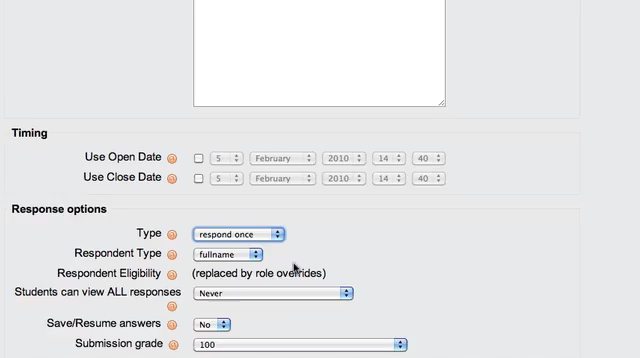 Timing
Use Open Date 5 February 2010 14 40
Use Close Date 5 February 2010 14 40
Response options
Type respond once
Respondent Type fullname
Respondent Eligibility (replaced by role overrides)
Students can view ALL responses Never
Save/Resume answers No
Submission grade 100